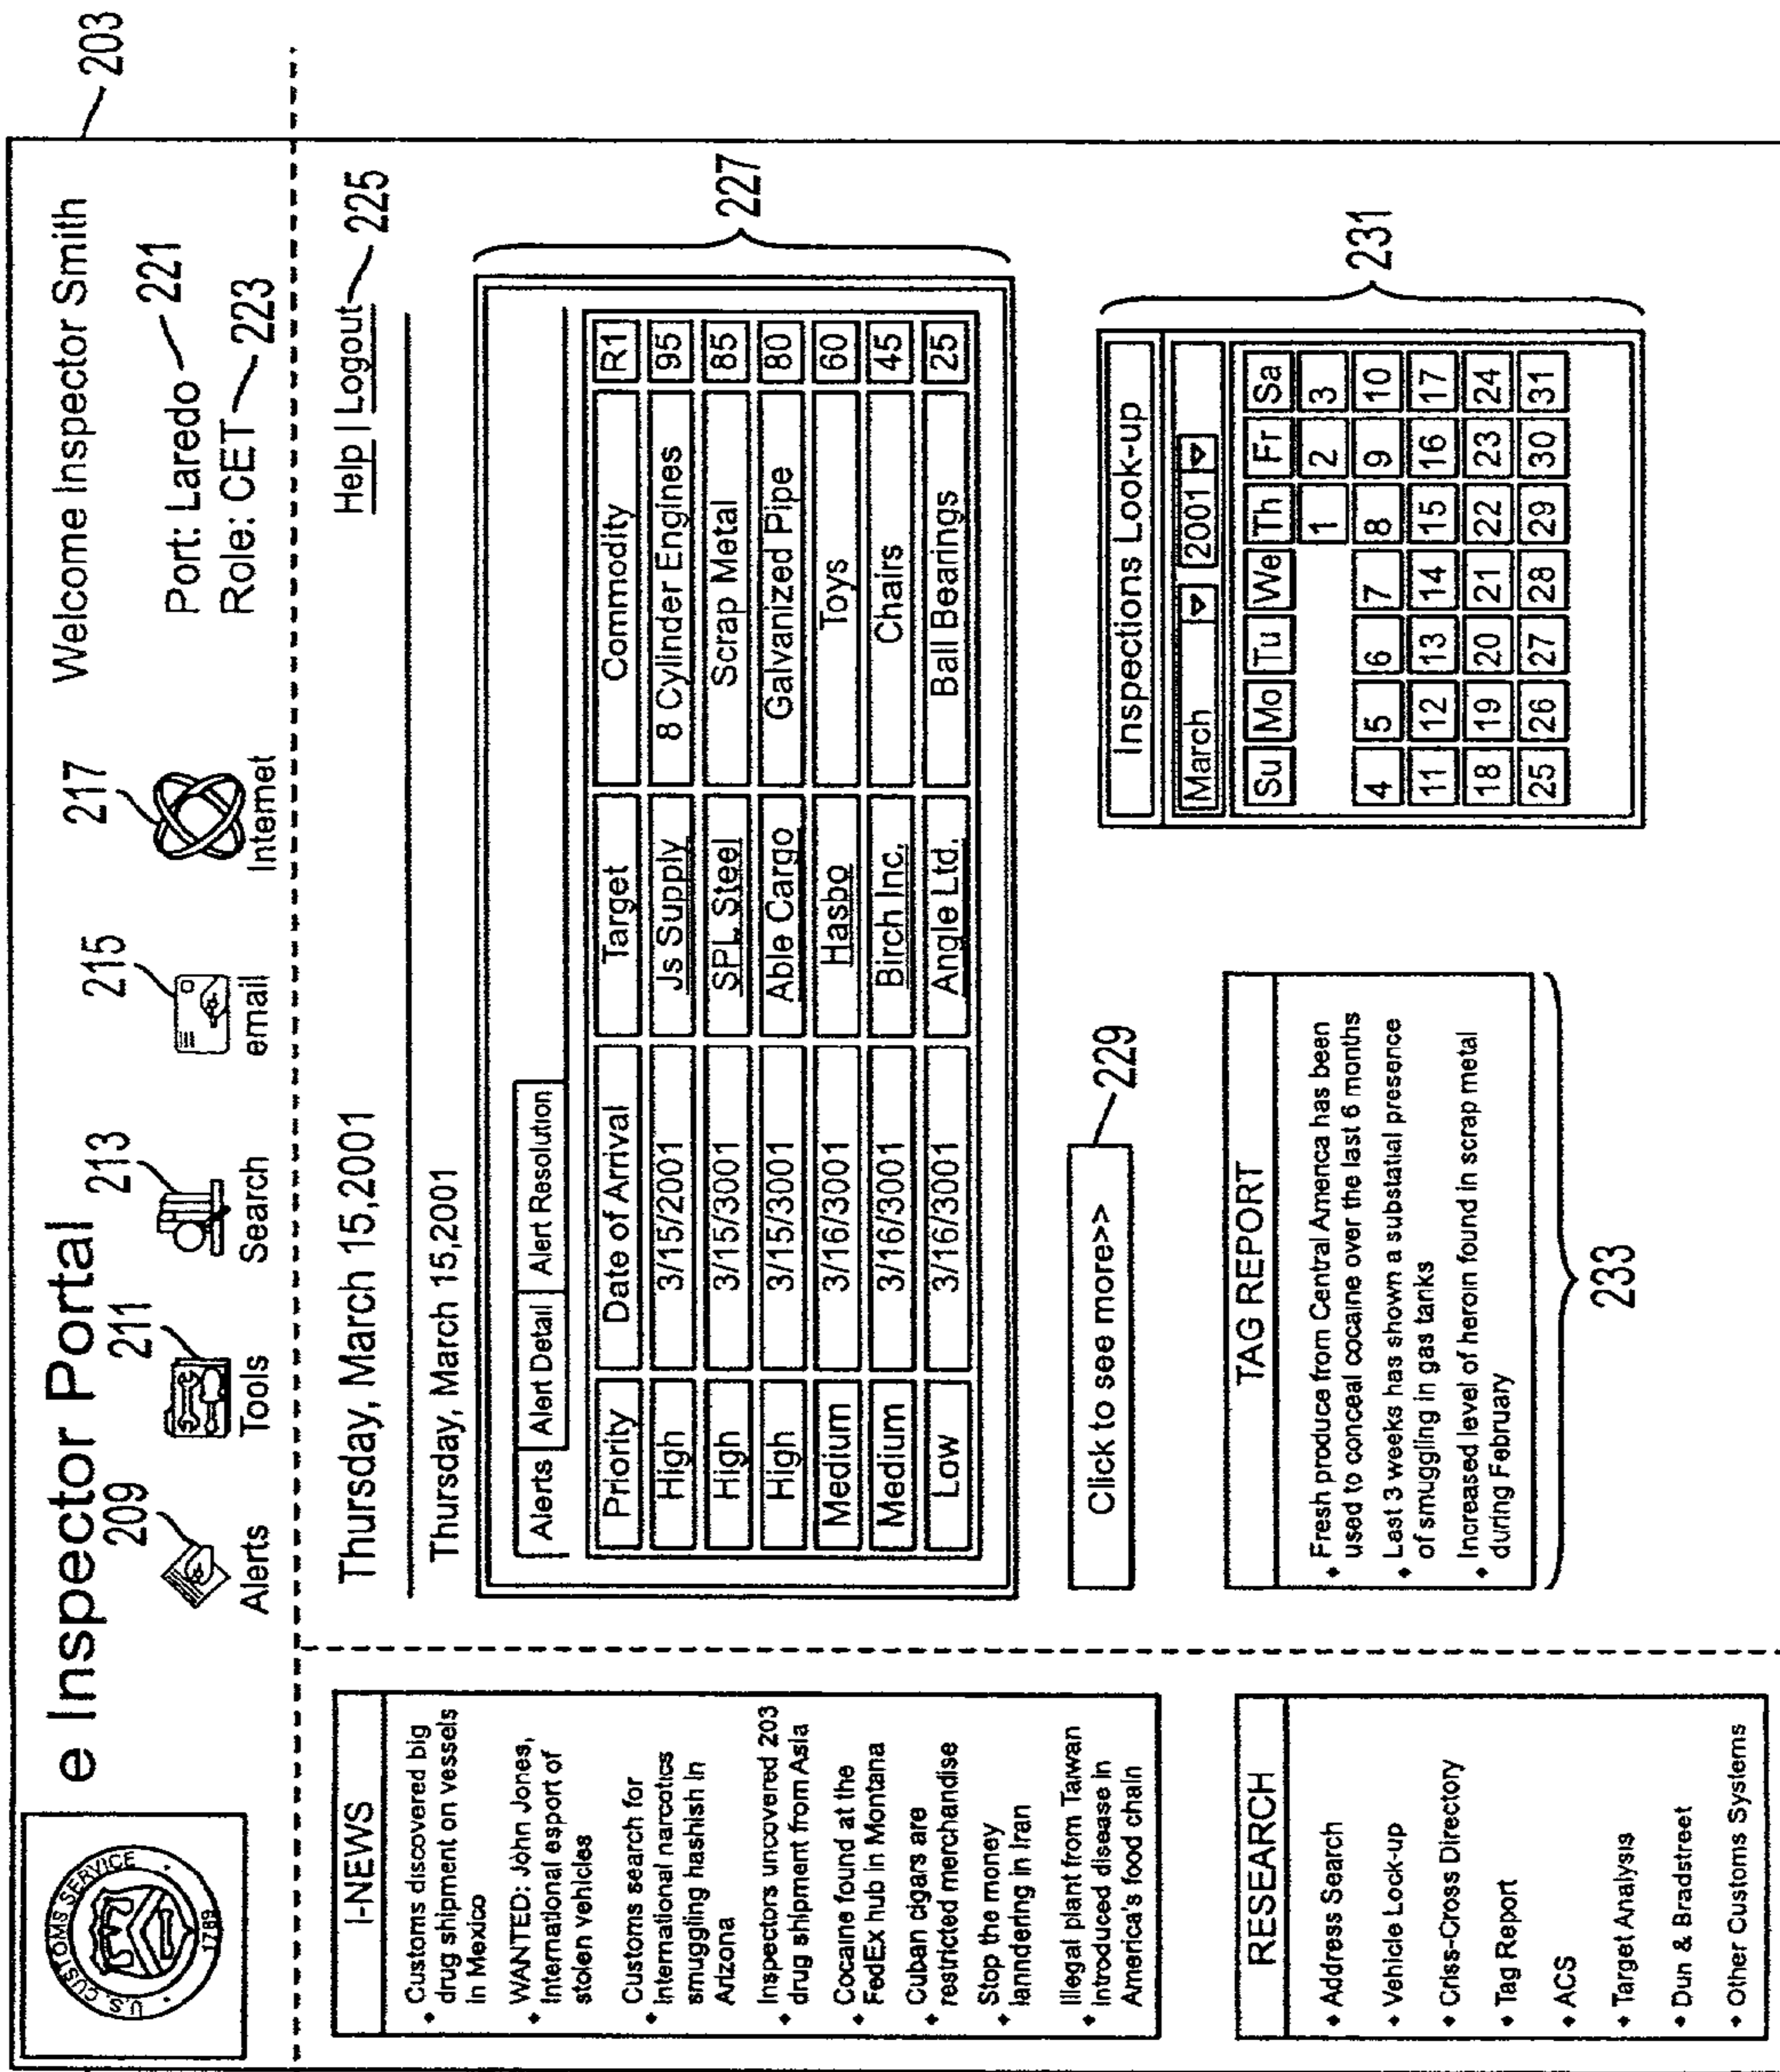 e Inspector Portal
Welcome Inspector Smith
203
U.S. CUSTOMS SERVICE
1789
209
211
213
215
217
Alerts
Tools
Search
email
Internet
Port: Laredo 221
Role: CET 223
Thursday, March 15,2001
Help | Logout 225
Thursday, March 15,2001
Alerts Alert Detail Alert Resolution
Priority Date of Arrival Target Commodity R1
High 3/15/2001 Js Supply 8 Cylinder Engines 95
High 3/15/3001 SPL Steel Scrap Metal 85
High 3/15/3001 Able Cargo Galvanized Pipe 80
Medium 3/16/3001 Hasbo Toys 60
Medium 3/16/3001 Birch Inc. Chairs 45
Low 3/16/3001 Angle Ltd. Ball Bearings 25
227
Click to see more>> 229
I-NEWS
• Customs discovered big
drug shipment on vessels
in Mexico
• WANTED: John Jones,
International esport of
stolen vehicles
• Customs search for
International narcotics
smuggling hashish in
Arizona
• Inspectors uncovered 203
drug shipment from Asia
• Cocaine found at the
FedEx hub in Montana
• Cuban cigars are
restricted merchandise
• Stop the money
lanndering in Iran
• Illegal plant from Taiwan
Introduced disease in
America's food chain
RESEARCH
• Address Search
• Vehicle Lock-up
• Criss-Cross Directory
• Tag Report
• ACS
• Target Analysis
• Dun & Bradstreet
• Other Customs Systems
TAG REPORT
• Fresh produce from Central America has been
used to conceal cocaine over the last 6 months
• Last 3 weeks has shown a substatial presence
of smuggling in gas tanks
• Increased level of heroin found in scrap metal
during February
233
Inspections Look-up
March 2001
Su Mo Tu We Th Fr Sa
1 2 3
4 5 6 7 8 9 10
11 12 13 14 15 16 17
18 19 20 21 22 23 24
25 26 27 28 29 30 31
231